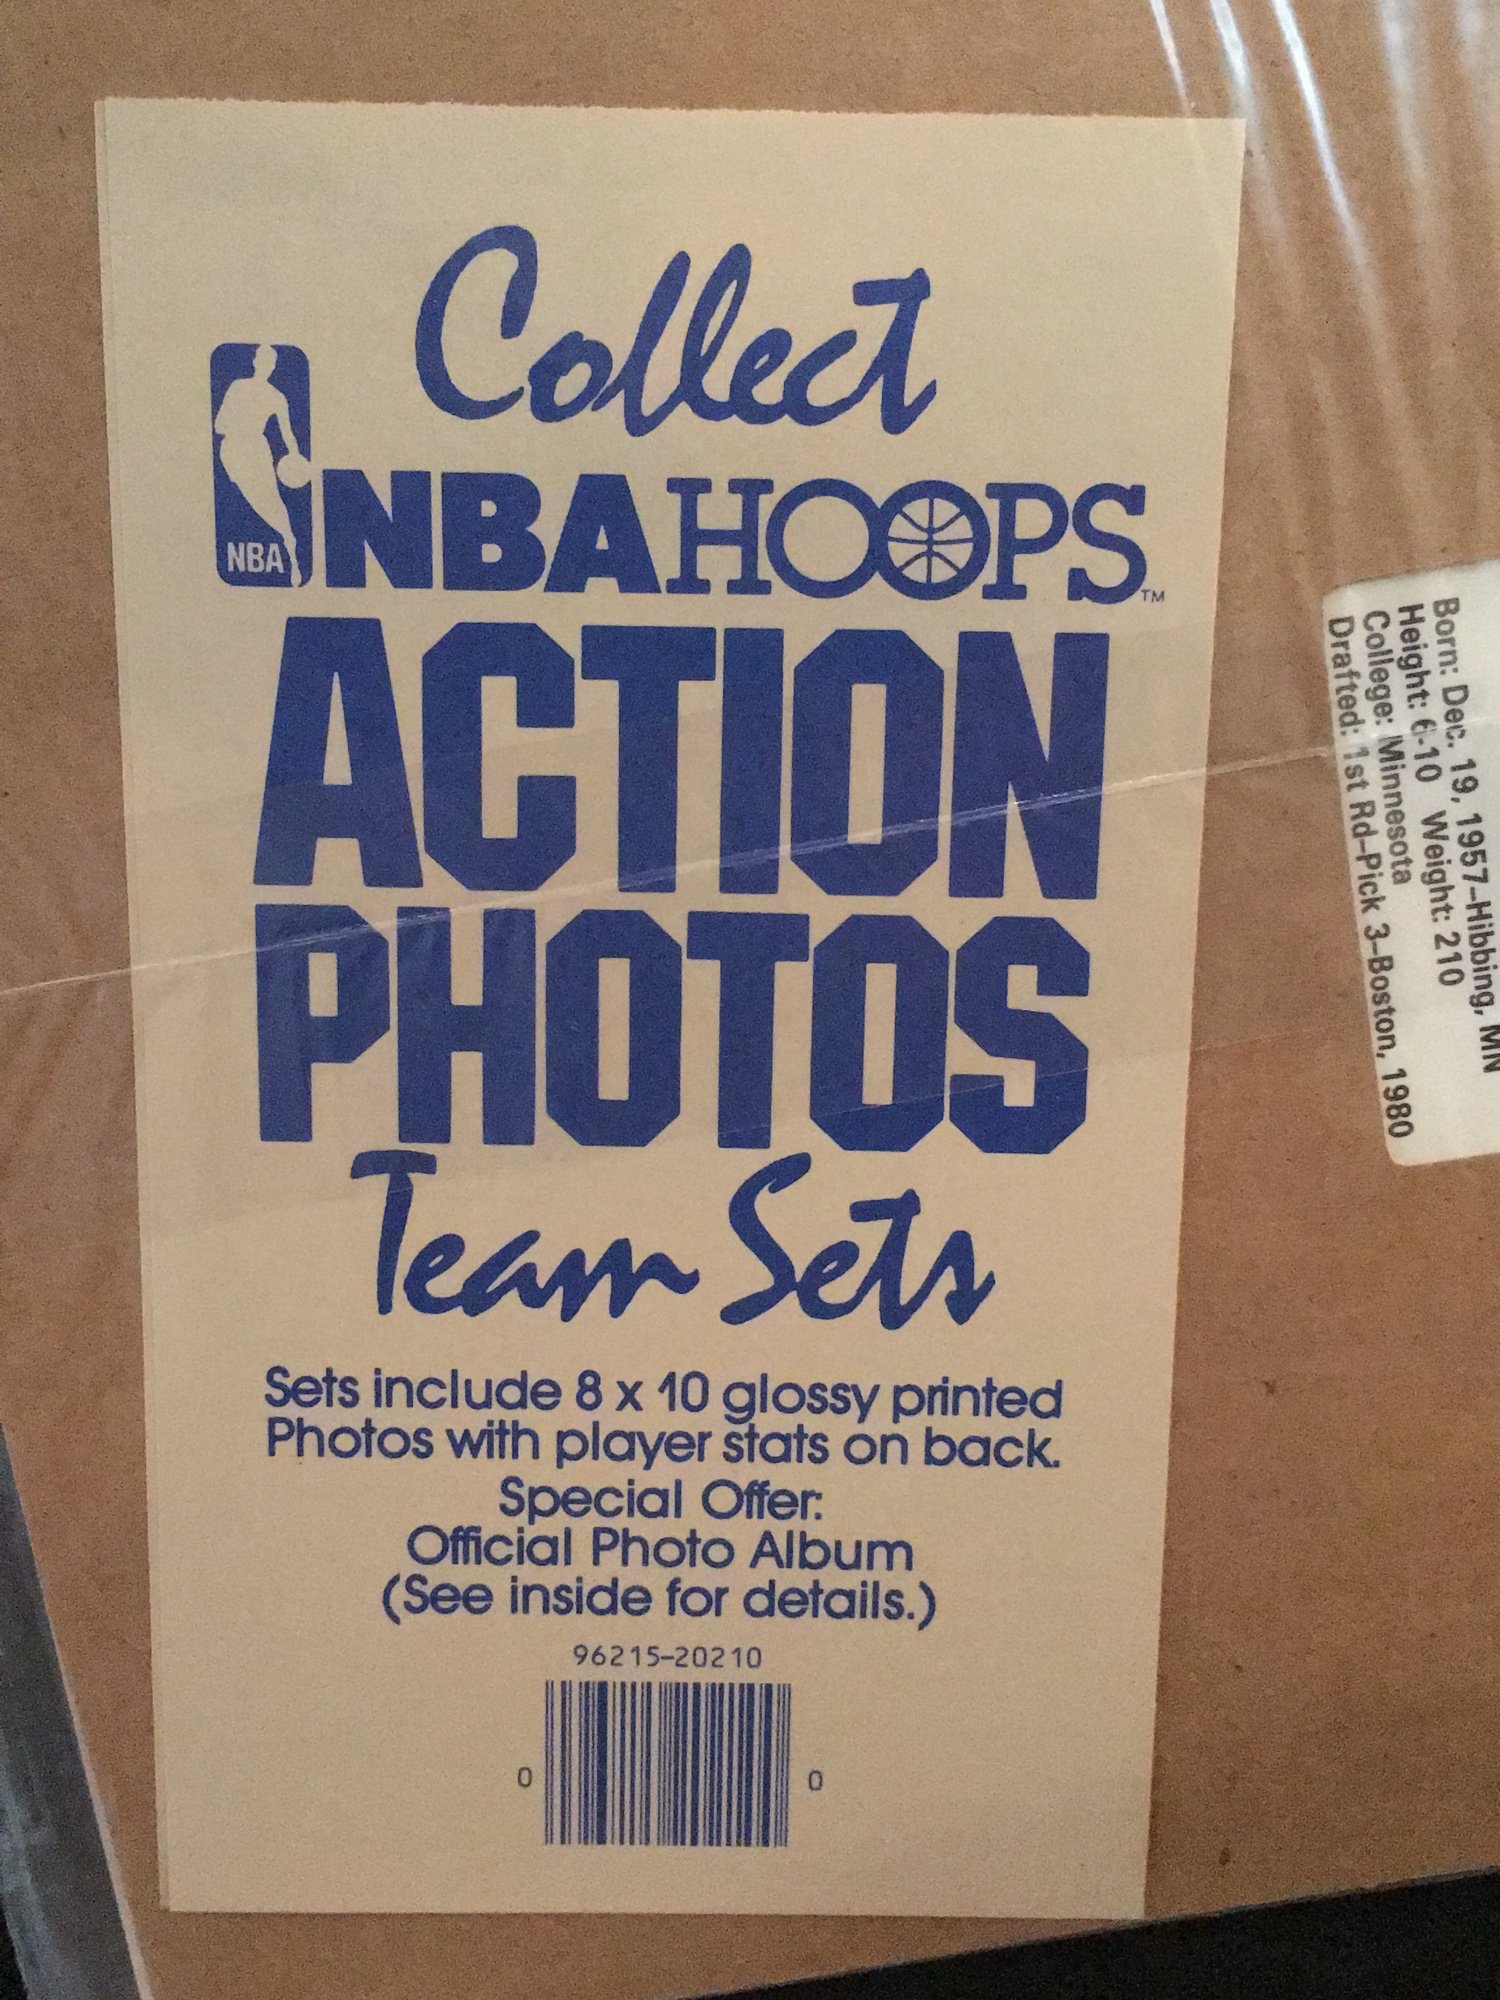 Collect
NBA
NBA HOOPS™
ACTION
PHOTOS
Team Sets
Sets include 8 x 10 glossy printed
Photos with player stats on back.
Special Offer:
Official Photo Album
(See inside for details.)
96215-20210
0 0
Born: Dec. 19, 1957–Hibbing, MN
Height: 6-10 Weight: 210
College: Minnesota
Drafted: 1st Rd–Pick 3–Boston, 1980